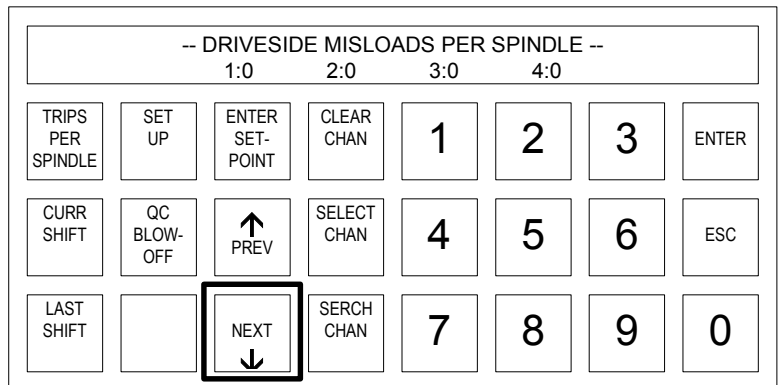 -- DRIVESIDE MISLOADS PER SPINDLE --
1:0 2:0 3:0 4:0
TRIPS
PER
SPINDLE
SET
UP
ENTER
SET-
POINT
CLEAR
CHAN
1
2
3
ENTER
CURR
SHIFT
QC
BLOW-
OFF
↑
PREV
SELECT
CHAN
4
5
6
ESC
LAST
SHIFT
NEXT
↓
SERCH
CHAN
7
8
9
0